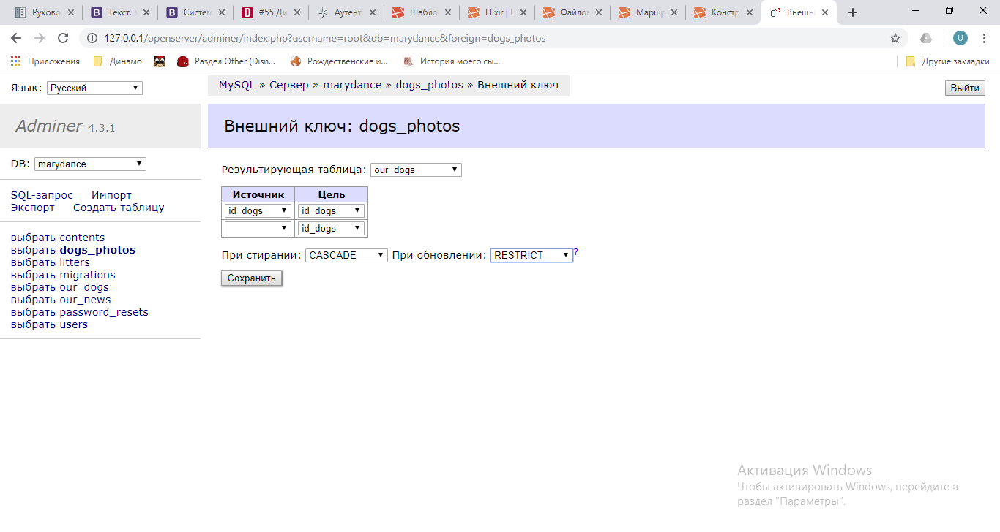 Руково, Текст. У Систем #55 Ди Аутент Шабло Elixir | L Файлов Маршр Констр Внешн
127.0.0.1/openserver/adminer/index.php?username=root&db=marydance&foreign=dogs_photos
Приложения Динамо Раздел Other (Disn... Рождественские и... История моего сы... Другие закладки
Язык: Русский MySQL » Сервер » marydance » dogs_photos » Внешний ключ Выйти
Adminer 4.3.1 Внешний ключ: dogs_photos
DB: marydance
SQL-запрос Импорт
Экспорт Создать таблицу
выбрать contents
выбрать dogs_photos
выбрать litters
выбрать migrations
выбрать our_dogs
выбрать our_news
выбрать password_resets
выбрать users
Результирующая таблица: our_dogs
Источник Цель
id_dogs id_dogs
id_dogs
При стирании: CASCADE При обновлении: RESTRICT ?
Сохранить
Активация Windows
Чтобы активировать Windows, перейдите в
раздел "Параметры".